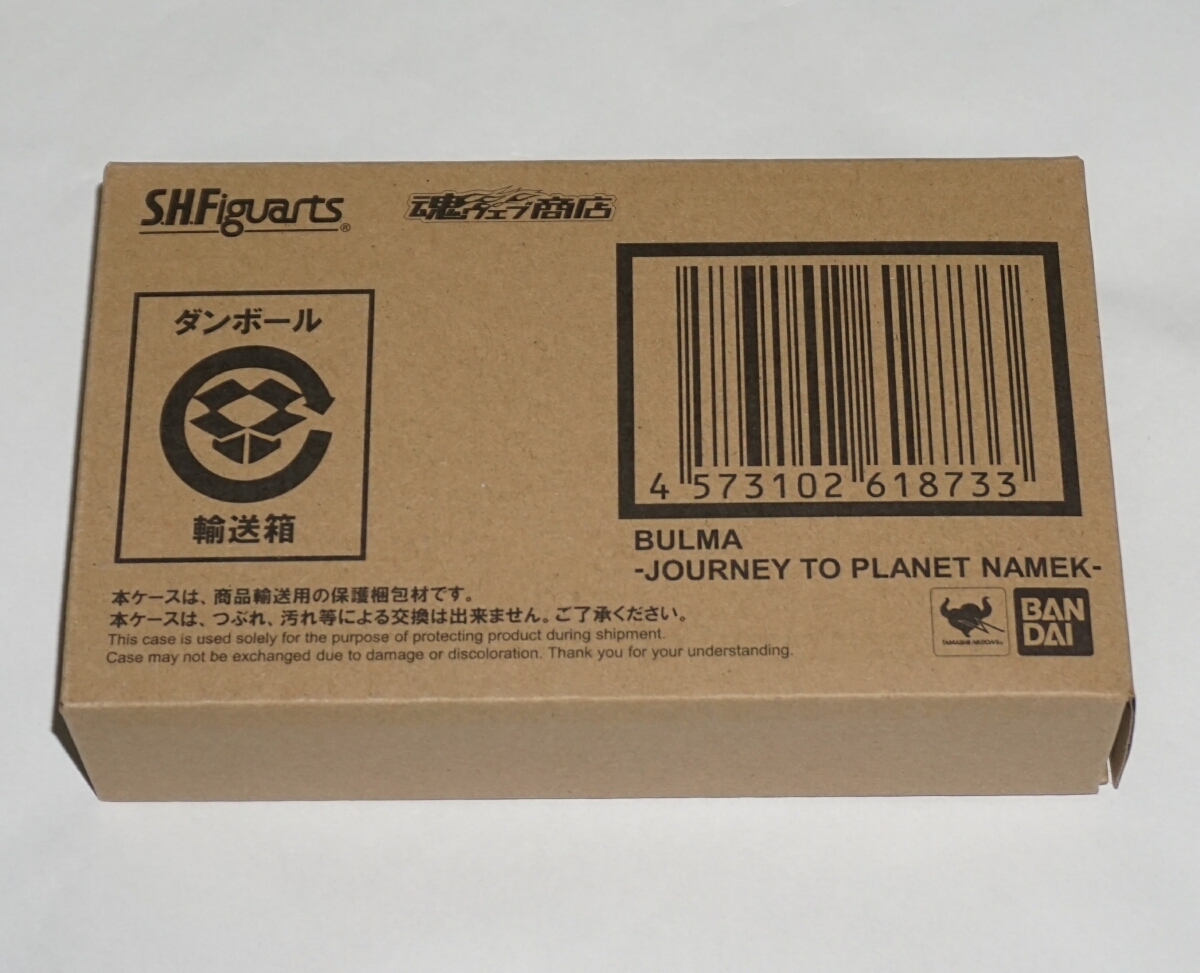 S.H.Figuarts®
魂ウェブ商店
ダンボール
輸送箱
4 573102 618733
BULMA
-JOURNEY TO PLANET NAMEK-
本ケースは、商品輸送用の保護梱包材です。
本ケースは、つぶれ、汚れ等による交換は出来ません。ご了承ください。
This case is used solely for the purpose of protecting product during shipment.
Case may not be exchanged due to damage or discoloration. Thank you for your understanding.
TAMASHII NATIONS
BAN
DAI